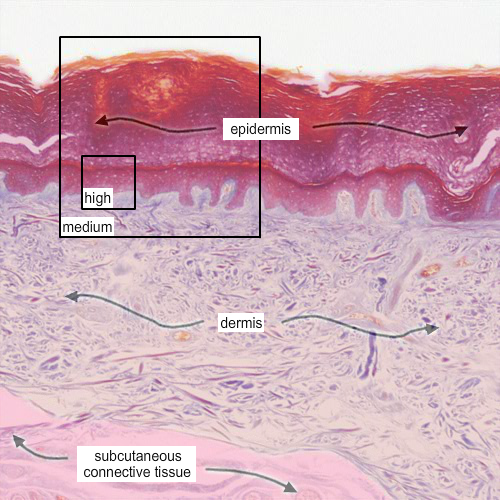 epidermis
high
medium
dermis
subcutaneous
connective tissue